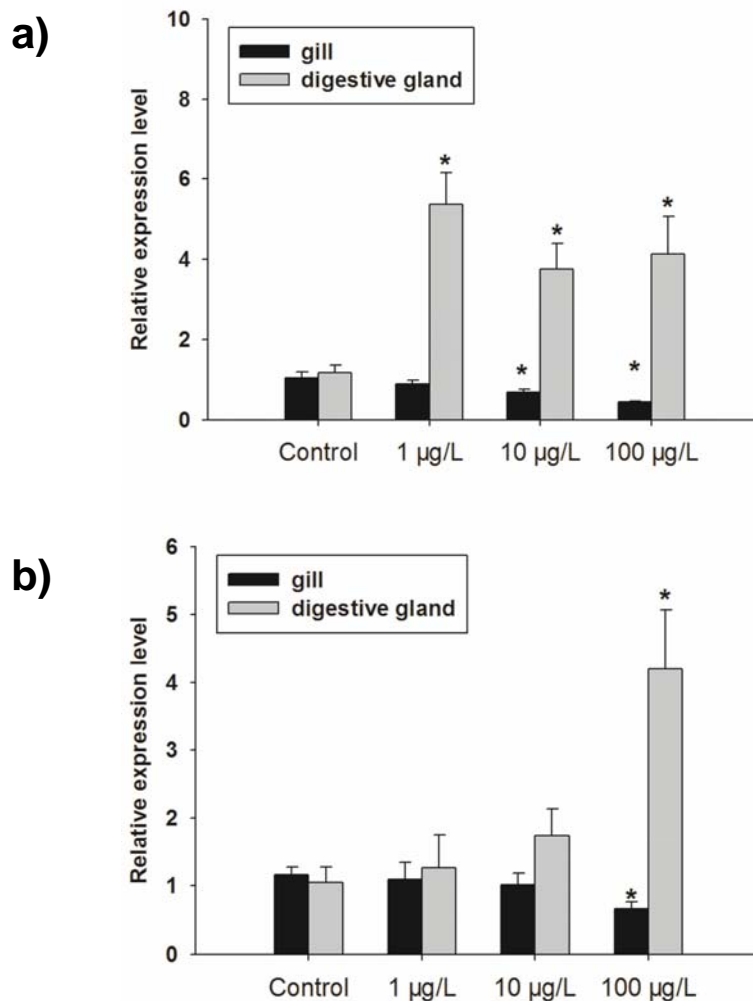 a)
10
8
6
4
2
0
Relative expression level
gill
digestive gland
*
*
*
*
*
Control 1 µg/L 10 µg/L 100 µg/L
b)
6
5
4
3
2
1
0
Relative expression level
gill
digestive gland
*
*
Control 1 µg/L 10 µg/L 100 µg/L